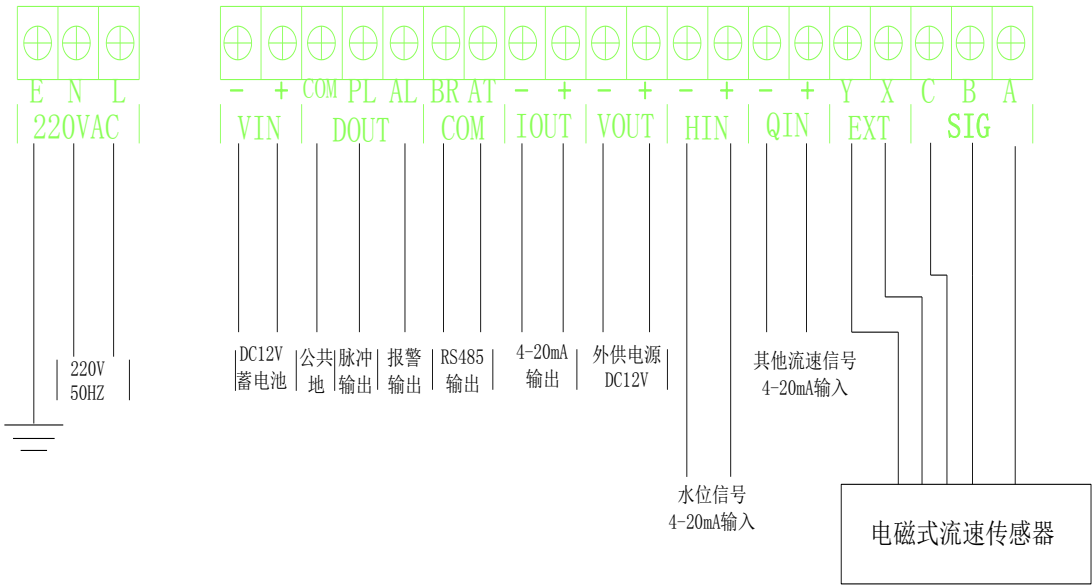 E N L
220VAC
- + COM PL AL BR AT - + - + - + - + Y X C B A
VIN DOUT COM IOUT VOUT HIN QIN EXT SIG
220V
50HZ
DC12V
蓄电池
公共
地
脉冲
输出
报警
输出
RS485
输出
4-20mA
输出
外供电源
DC12V
其他流速信号
4-20mA输入
水位信号
4-20mA输入
电磁式流速传感器